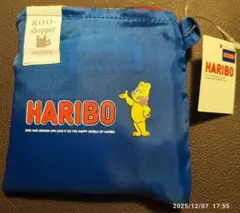 ROO-
shopper
HARIBO
KIDS AND GROWN-UPS LOVE IT SO THE HAPPY WORLD OF HARIBO
2025/12/07 17:55